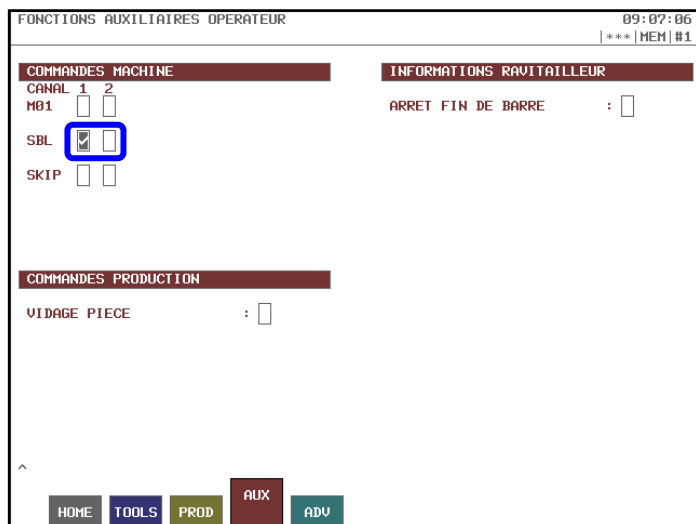 FONCTIONS AUXILIAIRES OPERATEUR
09:07:06
|***|MEM|#1
COMMANDES MACHINE
CANAL 1 2
M01
SBL
SKIP
INFORMATIONS RAVITAILLEUR
ARRET FIN DE BARRE :
COMMANDES PRODUCTION
VIDAGE PIECE :
^
HOME TOOLS PROD AUX ADV